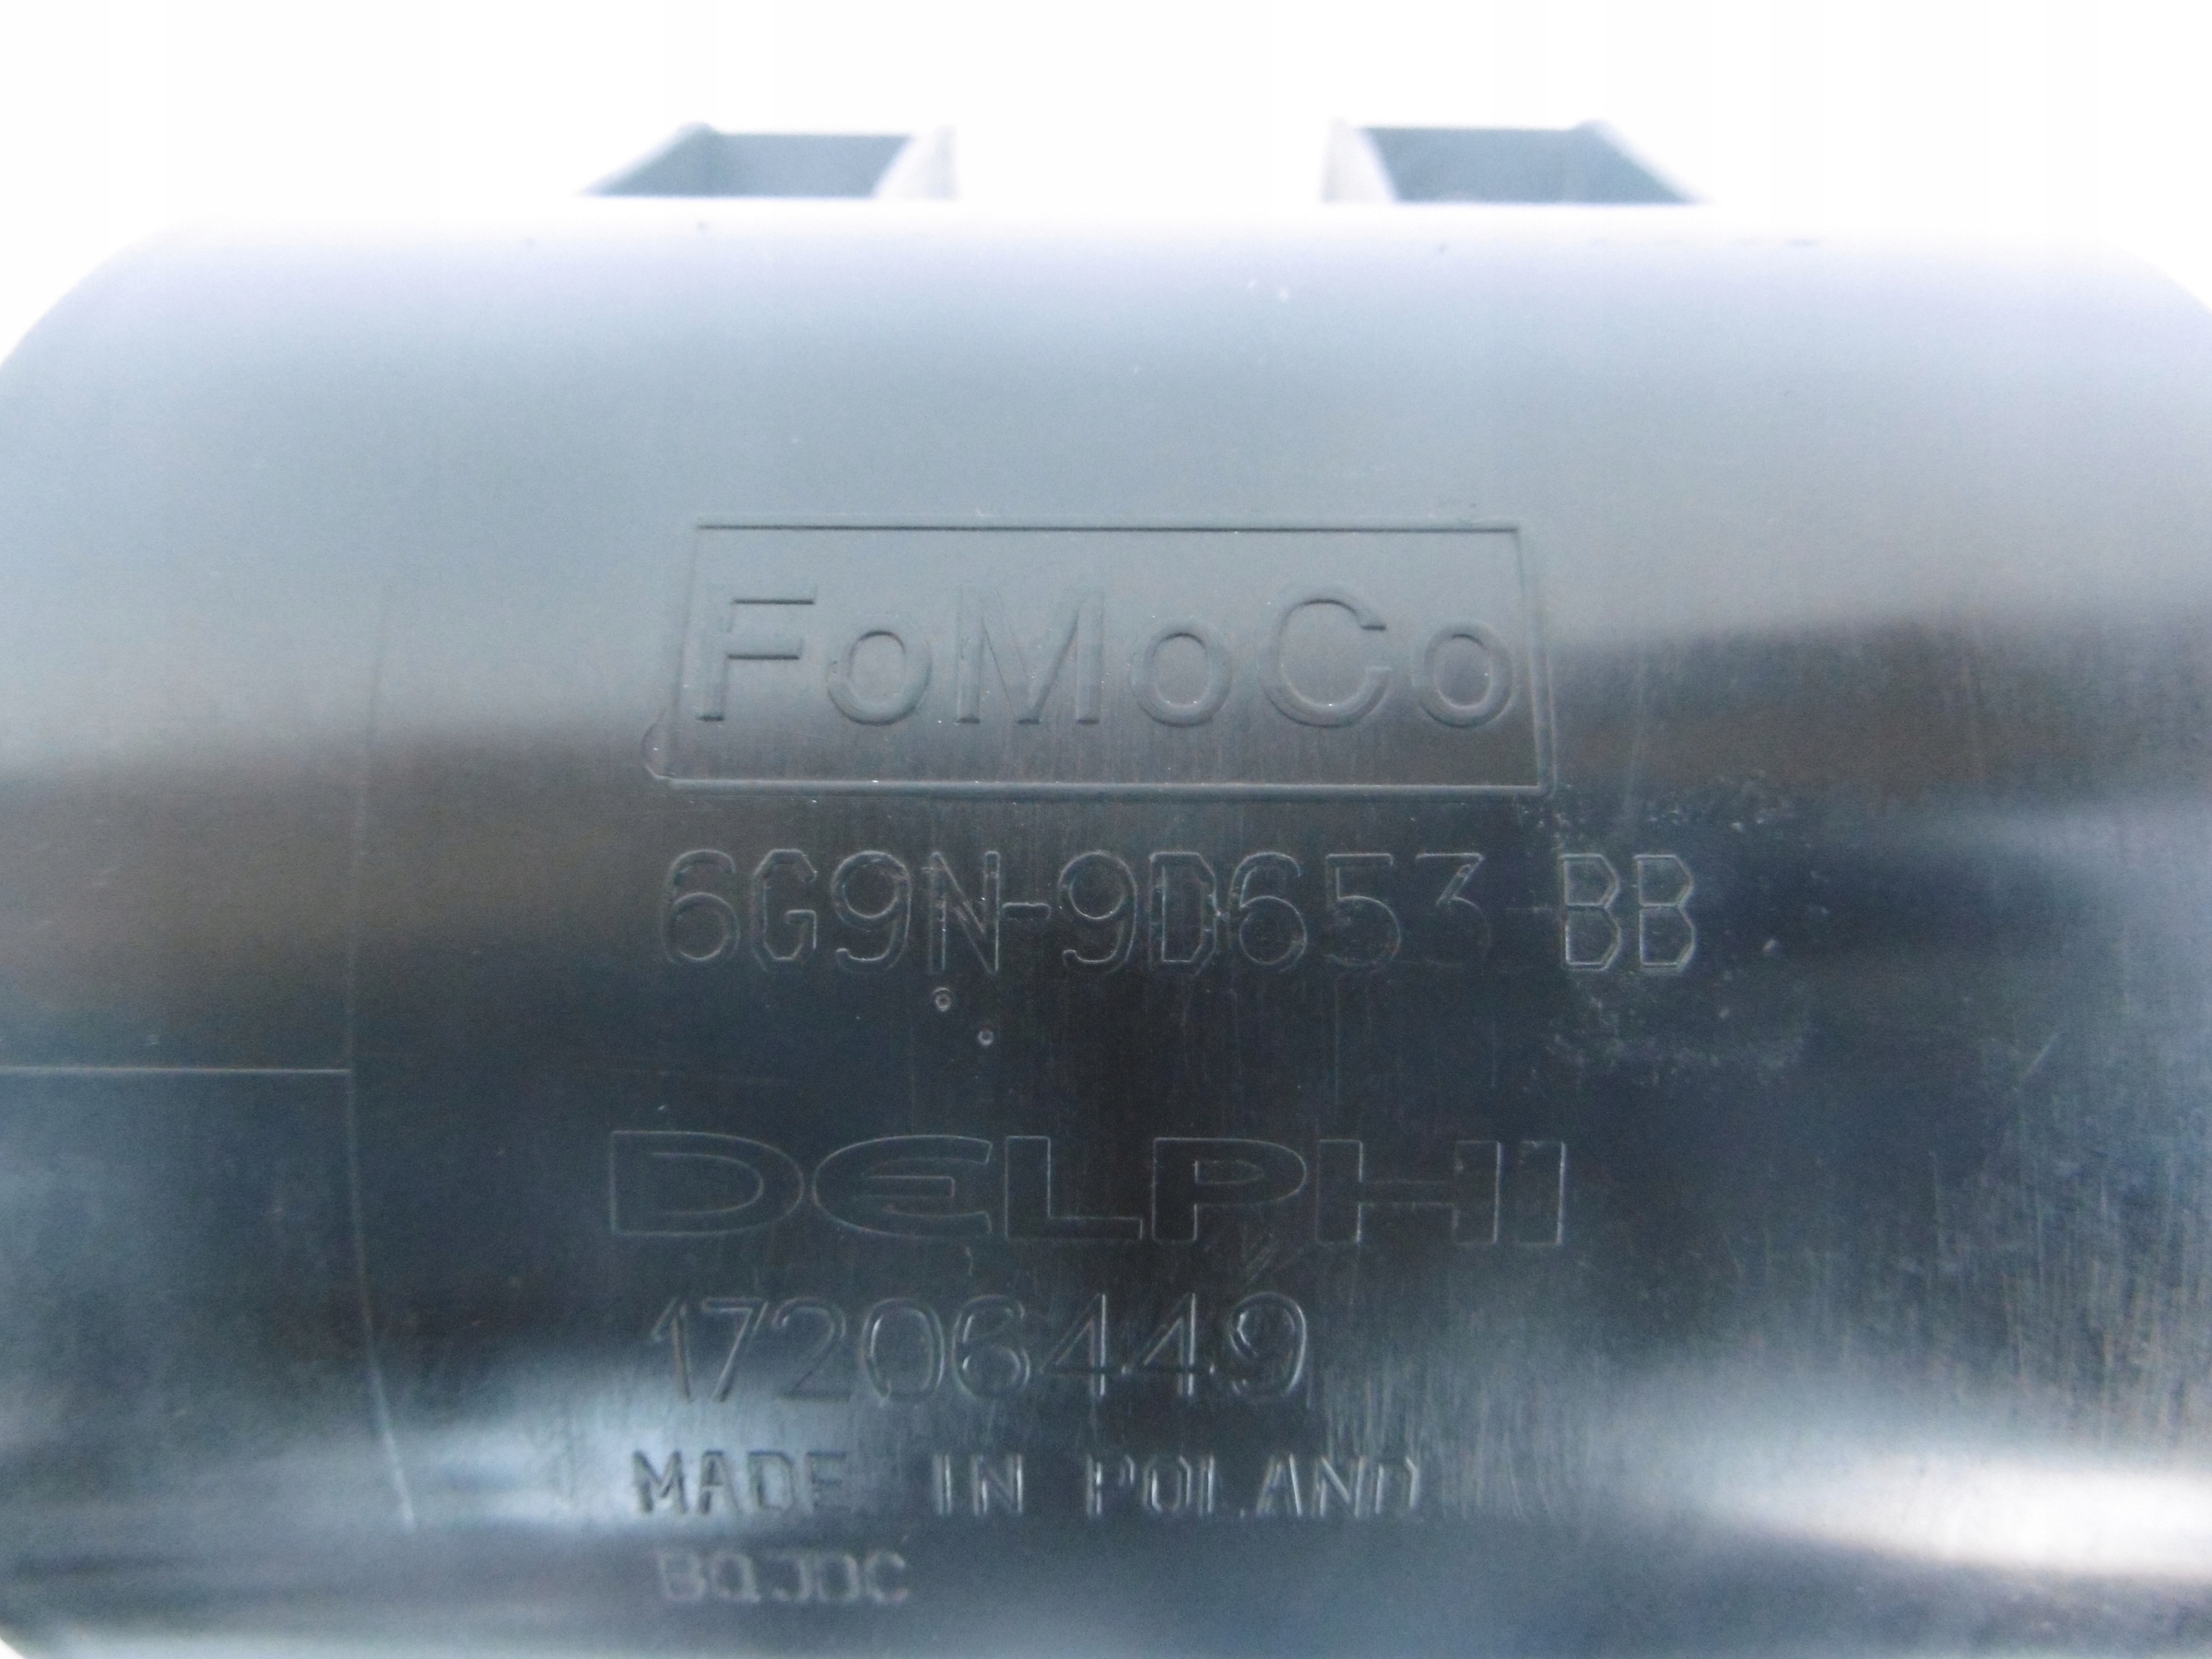 FoMoCo
6G9N-9D653-BB
DELPHI
17206449
MADE IN POLAND
BQJDC